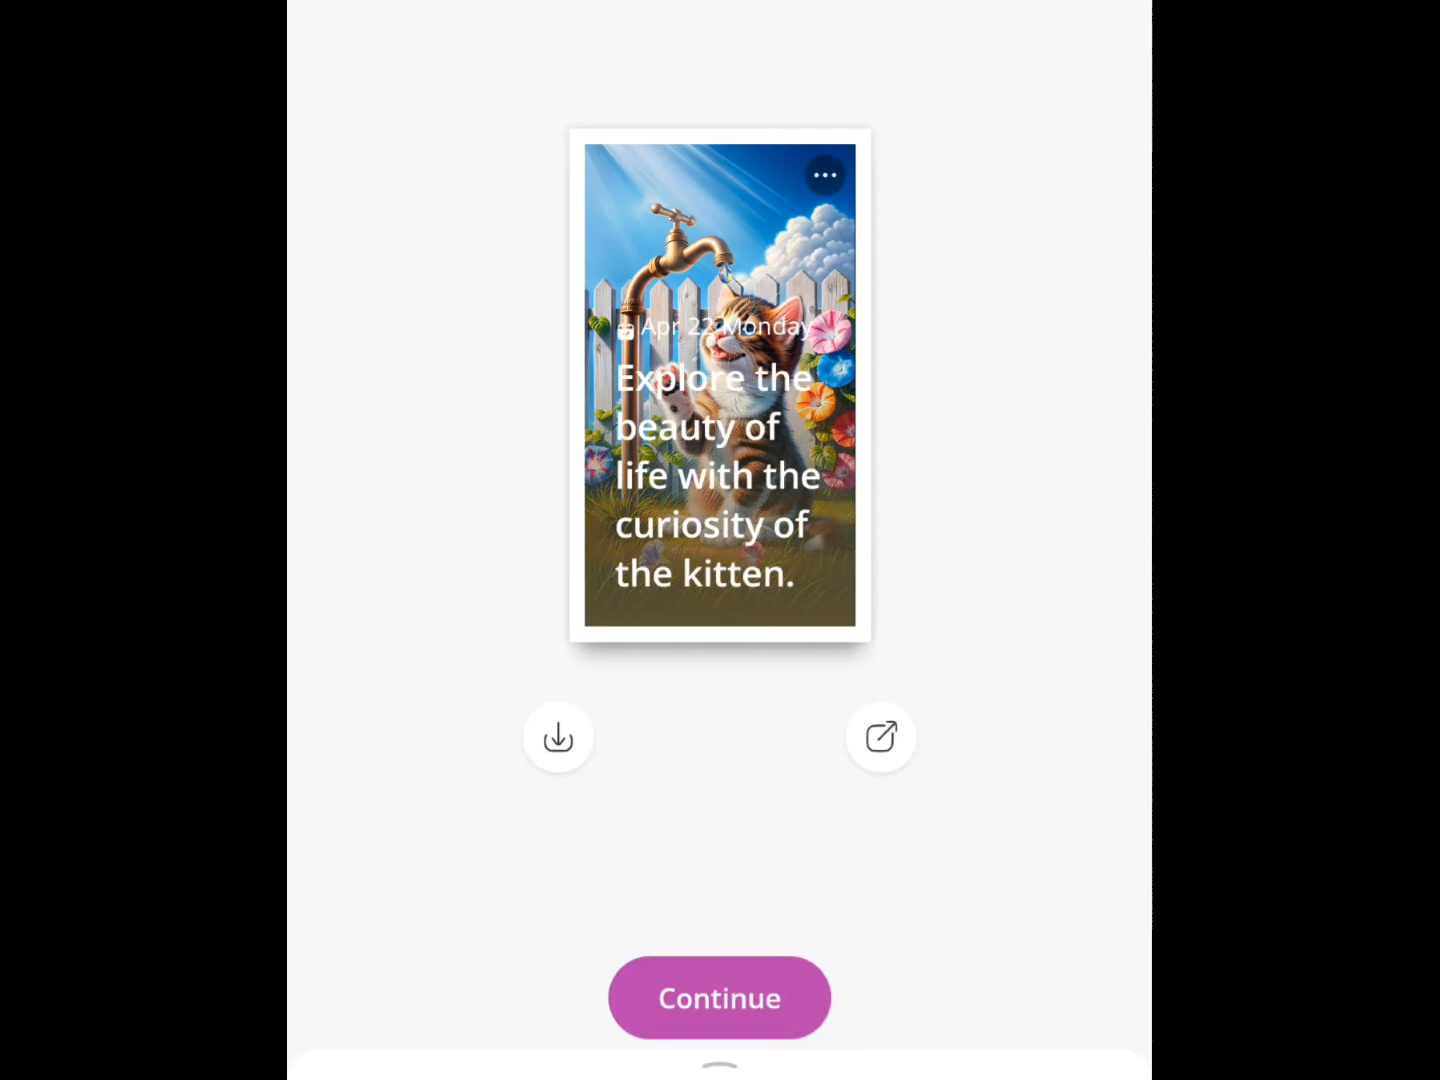 Apr 22 Monday
Explore the
beauty of
life with the
curiosity of
the kitten.
Continue